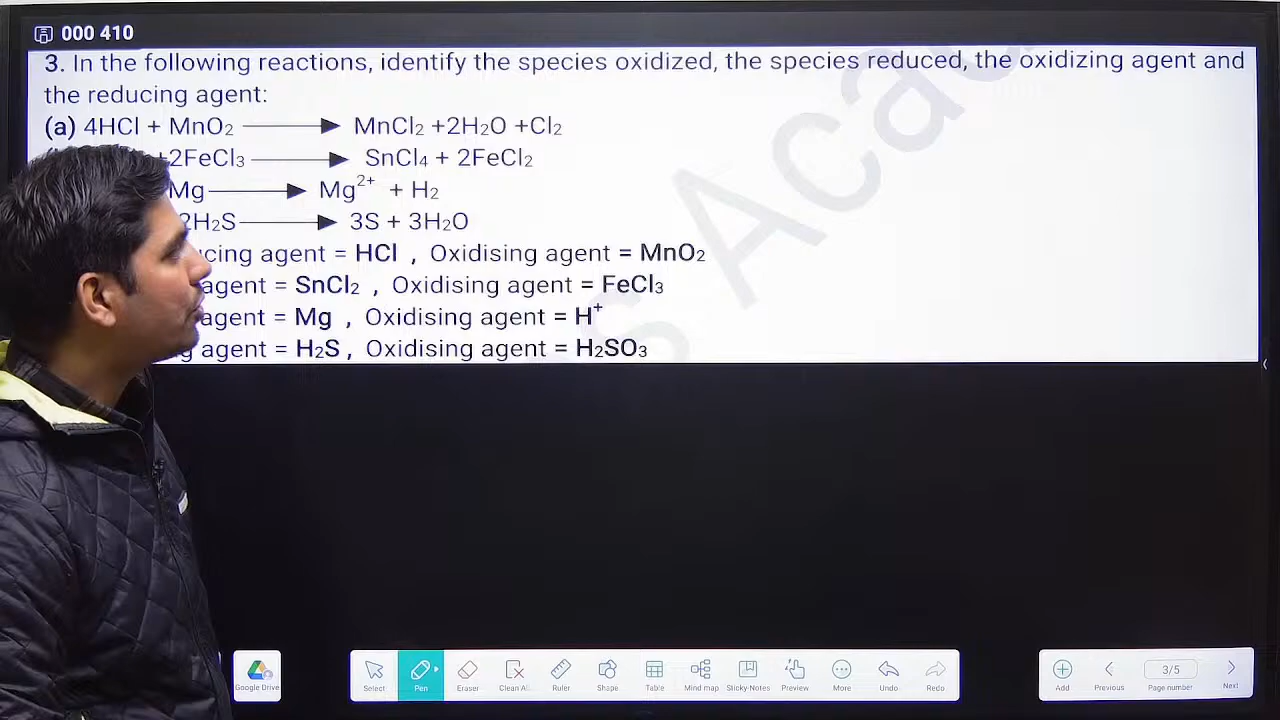 000 410
3. In the following reactions, identify the species oxidized, the species reduced, the oxidizing agent and
the reducing agent:
(a) 4HCl + MnO₂ ⟶ MnCl₂ +2H₂O +Cl₂
+2FeCl₃ ⟶ SnCl₄ + 2FeCl₂
Mg ⟶ Mg²⁺ + H₂
2H₂S ⟶ 3S + 3H₂O
agent = HCl , Oxidising agent = MnO₂
agent = SnCl₂ , Oxidising agent = FeCl₃
agent = Mg , Oxidising agent = H⁺
agent = H₂S , Oxidising agent = H₂SO₃
Google Drive
Select Pen Eraser Clean A.. Ruler Shape Table Mind map Sticky-Notes Preview More Undo Redo
Add Previous 3/5 Page number Next